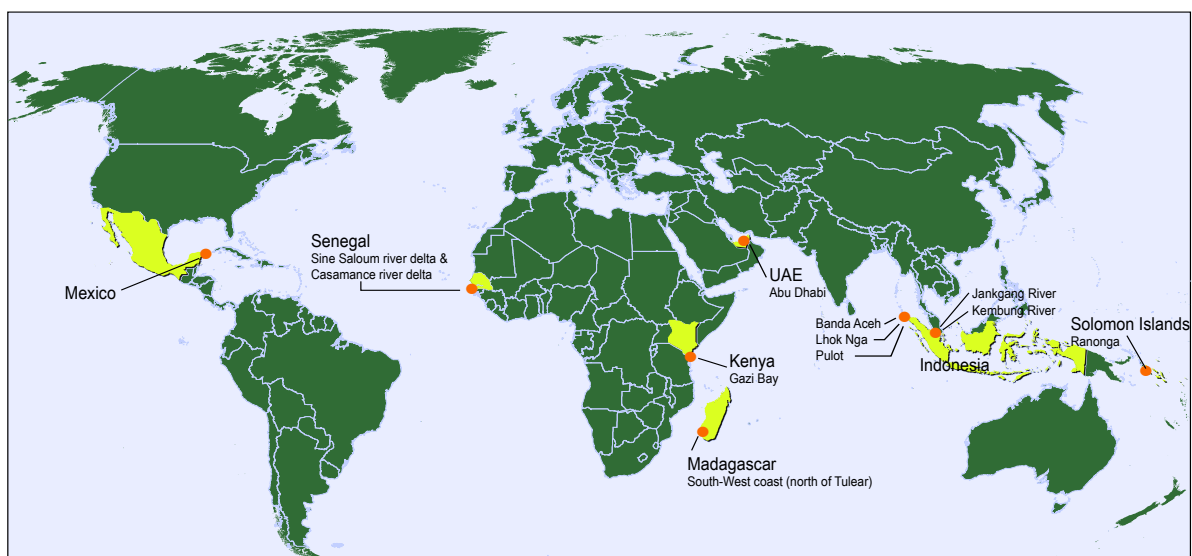 Mexico
Senegal
Sine Saloum river delta &
Casamance river delta
UAE
Abu Dhabi
Kenya
Gazi Bay
Madagascar
South-West coast (north of Tulear)
Banda Aceh
Lhok Nga
Pulot
Jankgang River
Kembung River
Indonesia
Solomon Islands
Ranonga